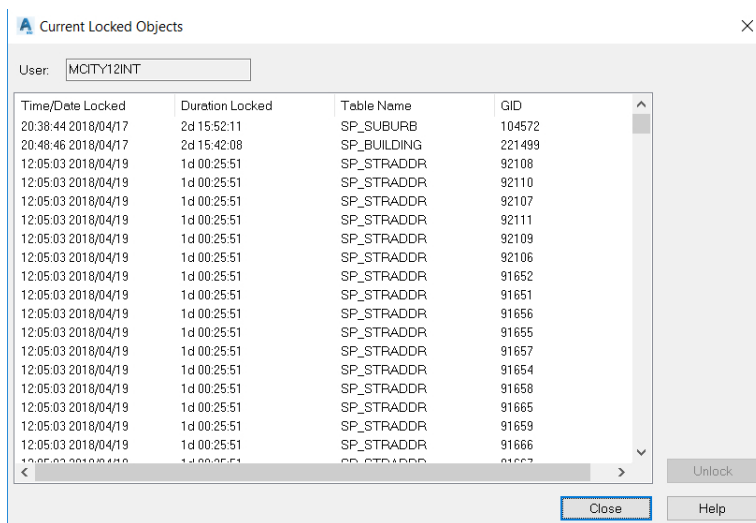 Current Locked Objects
User: MCITY12INT
Time/Date Locked Duration Locked Table Name GID
20:38:44 2018/04/17 2d 15:52:11 SP_SUBURB 104572
20:48:46 2018/04/17 2d 15:42:08 SP_BUILDING 221499
12:05:03 2018/04/19 1d 00:25:51 SP_STRADDR 92108
12:05:03 2018/04/19 1d 00:25:51 SP_STRADDR 92110
12:05:03 2018/04/19 1d 00:25:51 SP_STRADDR 92107
12:05:03 2018/04/19 1d 00:25:51 SP_STRADDR 92111
12:05:03 2018/04/19 1d 00:25:51 SP_STRADDR 92109
12:05:03 2018/04/19 1d 00:25:51 SP_STRADDR 92106
12:05:03 2018/04/19 1d 00:25:51 SP_STRADDR 91652
12:05:03 2018/04/19 1d 00:25:51 SP_STRADDR 91651
12:05:03 2018/04/19 1d 00:25:51 SP_STRADDR 91656
12:05:03 2018/04/19 1d 00:25:51 SP_STRADDR 91655
12:05:03 2018/04/19 1d 00:25:51 SP_STRADDR 91657
12:05:03 2018/04/19 1d 00:25:51 SP_STRADDR 91654
12:05:03 2018/04/19 1d 00:25:51 SP_STRADDR 91658
12:05:03 2018/04/19 1d 00:25:51 SP_STRADDR 91665
12:05:03 2018/04/19 1d 00:25:51 SP_STRADDR 91659
12:05:03 2018/04/19 1d 00:25:51 SP_STRADDR 91666
Unlock
Close Help